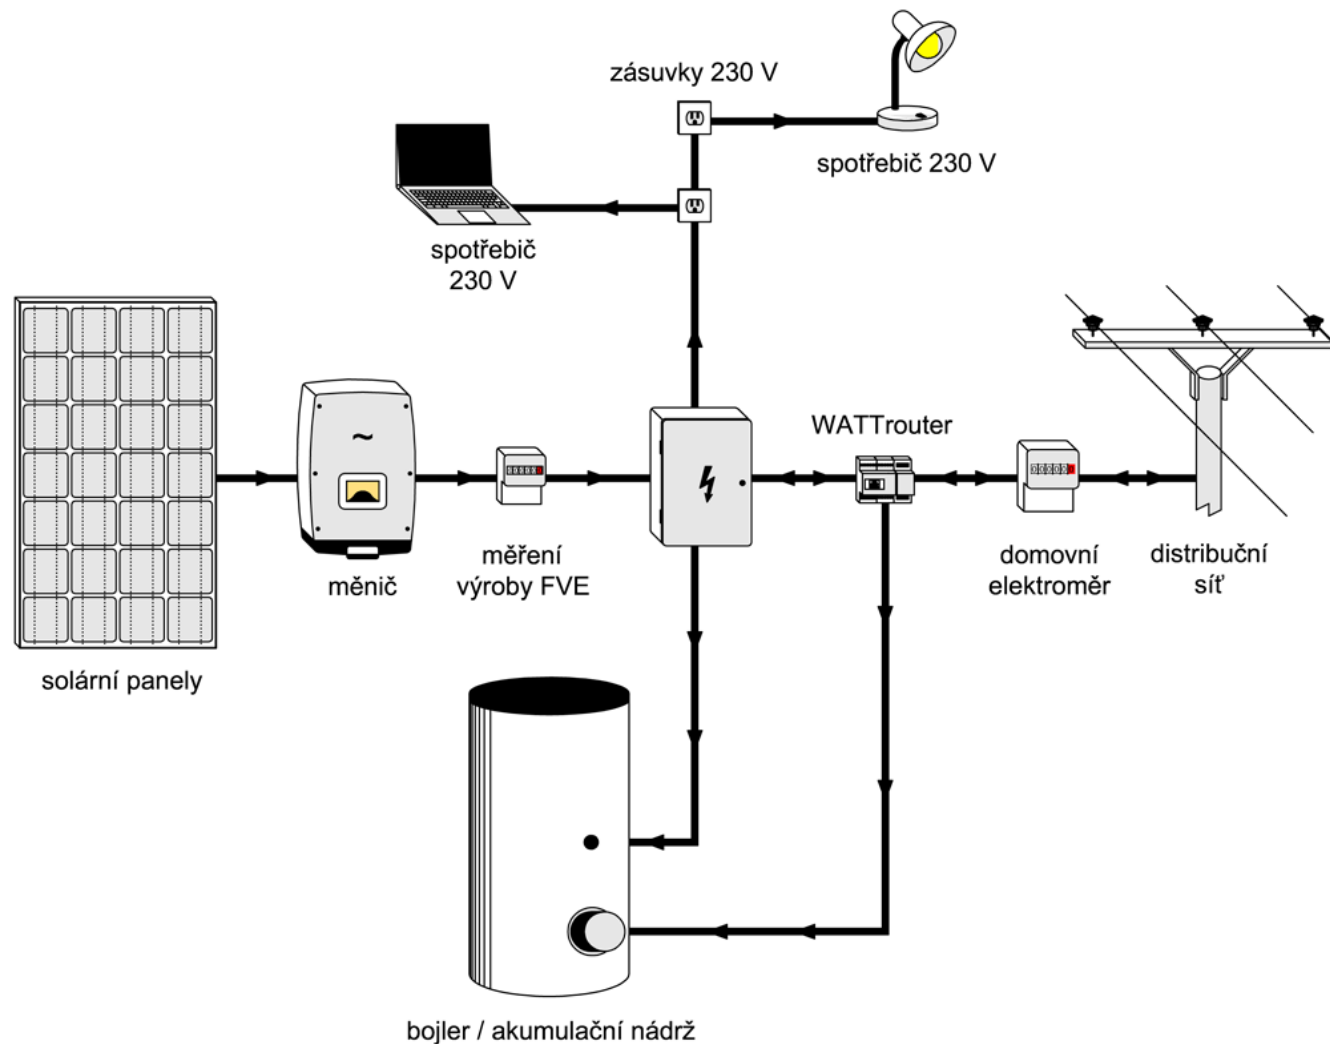 zásuvky 230 V
spotřebič 230 V
spotřebič
230 V
WATTrouter
měnič
měření
výroby FVE
domovní
elektroměr
distribuční
síť
solární panely
bojler / akumulační nádrž